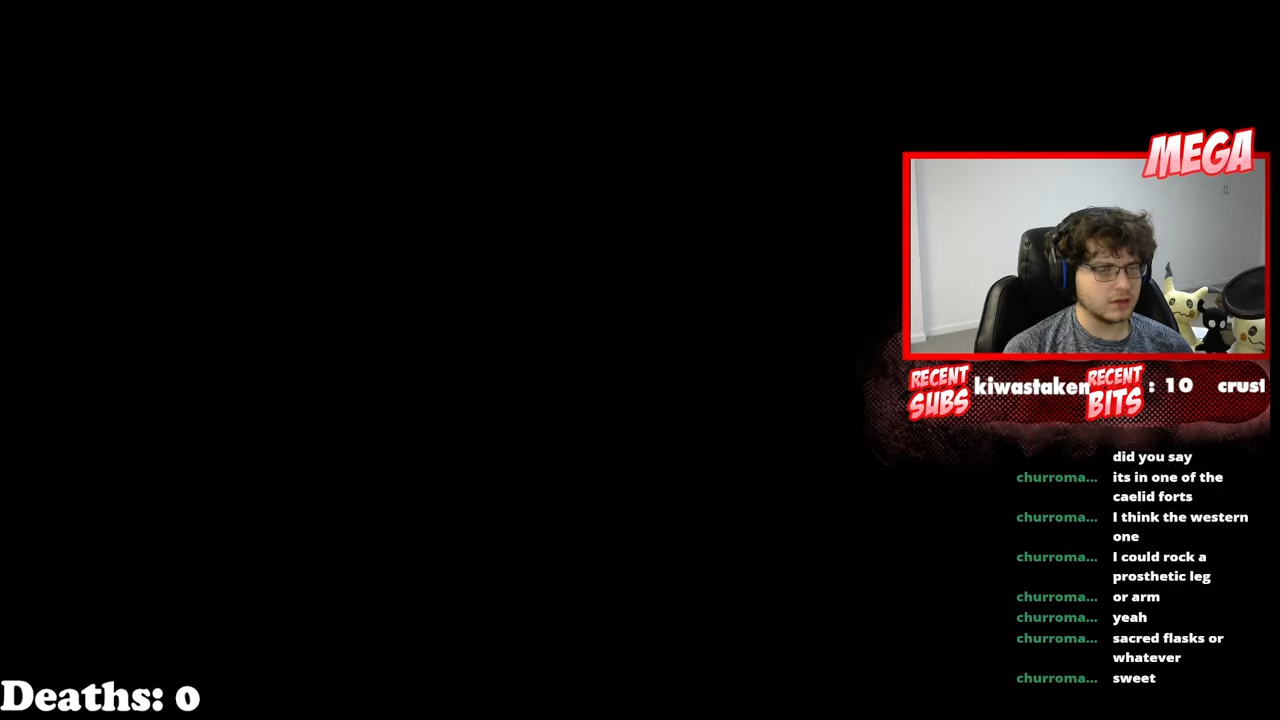 MEGA
RECENT SUBS kiwastaken RECENT BITS : 10 crust
did you say
churroma... its in one of the
caelid forts
churroma... I think the western
one
churroma... I could rock a
prosthetic leg
churroma... or arm
churroma... yeah
churroma... sacred flasks or
whatever
churroma... sweet
Deaths: 0